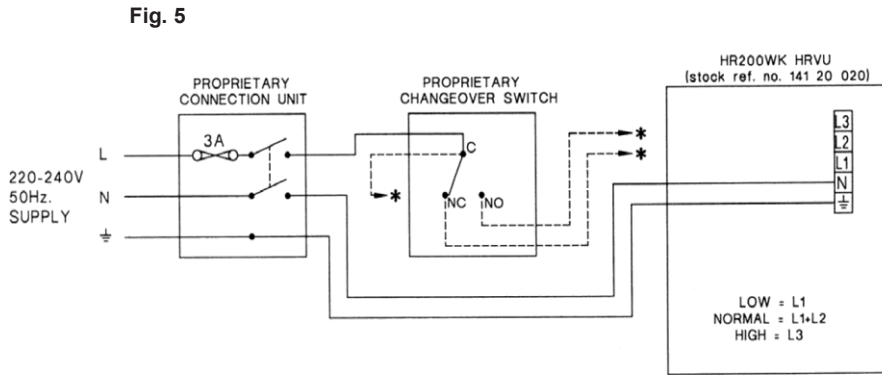 Fig. 5
HR200WK HRVU
(stock ref. no. 141 20 020)
PROPRIETARY
CONNECTION UNIT
PROPRIETARY
CHANGEOVER SWITCH
3A
L
220-240V
50Hz.
SUPPLY
N
C
NC
NO
*
*
*
L3
L2
L1
N
LOW = L1
NORMAL = L1+L2
HIGH = L3